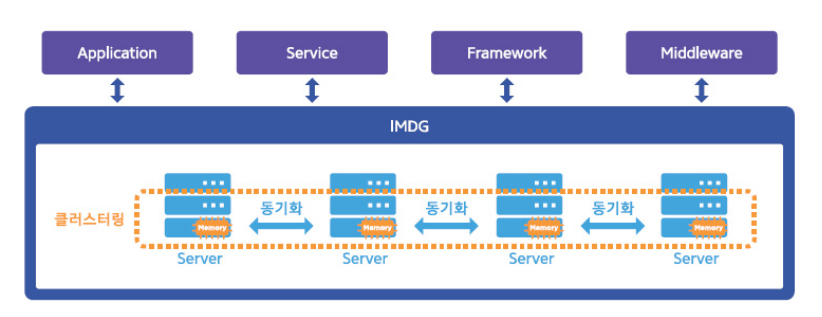 Application
Service
Framework
Middleware
IMDG
클러스터링
동기화
동기화
동기화
Memory
Memory
Memory
Memory
Server
Server
Server
Server